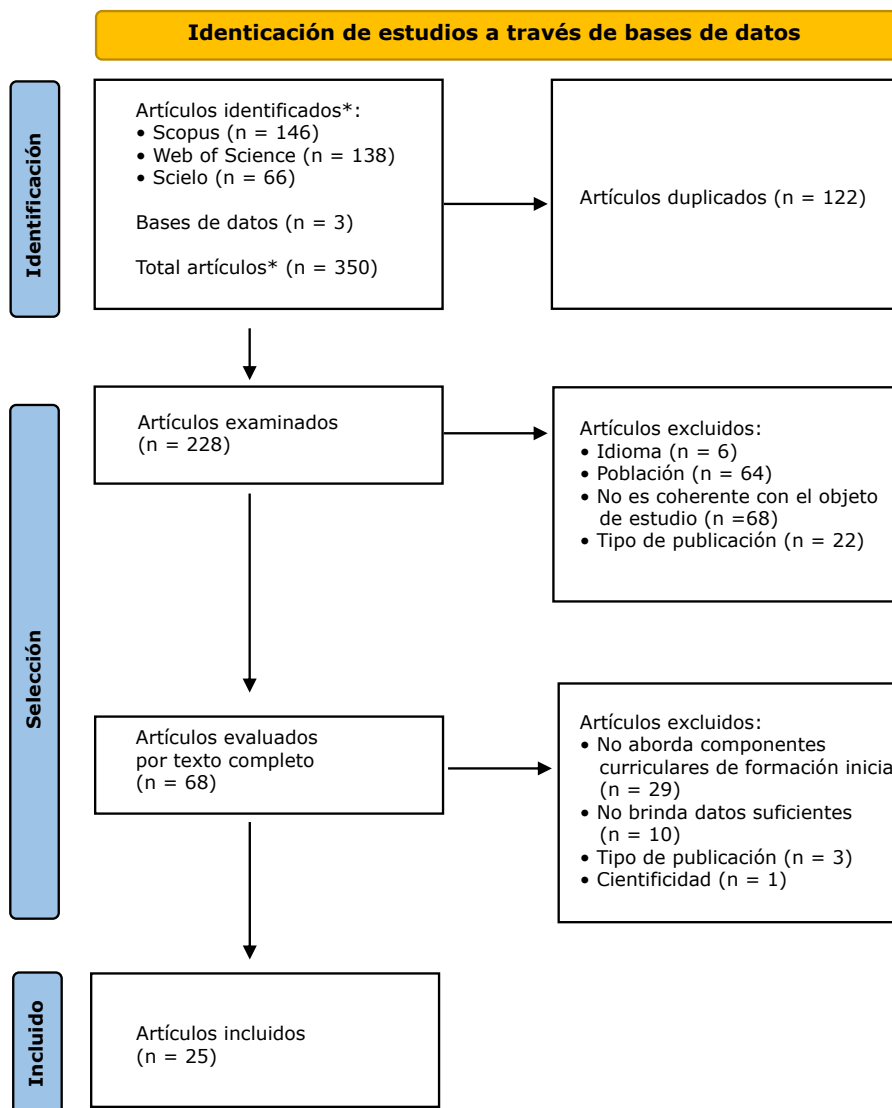 Identicación de estudios a través de bases de datos
Identificación
Artículos identificados*:
• Scopus (n = 146)
• Web of Science (n = 138)
• Scielo (n = 66)
Bases de datos (n = 3)
Total artículos* (n = 350)
Artículos duplicados (n = 122)
Selección
Artículos examinados
(n = 228)
Artículos excluidos:
• Idioma (n = 6)
• Población (n = 64)
• No es coherente con el objeto
de estudio (n =68)
• Tipo de publicación (n = 22)
Artículos evaluados
por texto completo
(n = 68)
Artículos excluidos:
• No aborda componentes
curriculares de formación inicia
(n = 29)
• No brinda datos suficientes
(n = 10)
• Tipo de publicación (n = 3)
• Cientificidad (n = 1)
Incluido
Artículos incluidos
(n = 25)